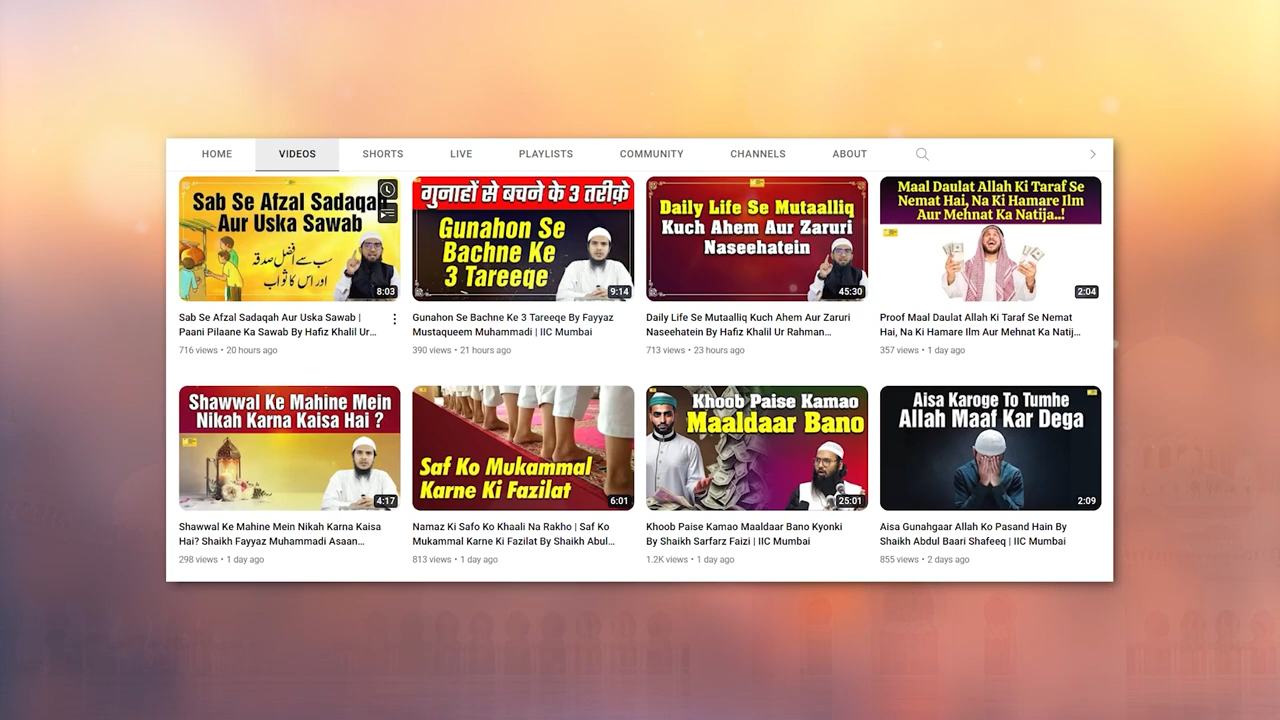 HOME VIDEOS SHORTS LIVE PLAYLISTS COMMUNITY CHANNELS ABOUT
Sab Se Afzal Sadaqah
Aur Uska Sawab
سب سے افضل صدقہ
اور اس کا ثواب
8:03
Sab Se Afzal Sadaqah Aur Uska Sawab |
Paani Pilaane Ka Sawab By Hafiz Khalil Ur...
716 views • 20 hours ago
गुनाहों से बचने के 3 तरीक़े
Gunahon Se
Bachne Ke
3 Tareeqe
9:14
Gunahon Se Bachne Ke 3 Tareeqe By Fayyaz
Mustaqueem Muhammadi | IIC Mumbai
390 views • 21 hours ago
Daily Life Se Mutaalliq
Kuch Ahem Aur Zaruri
Naseehatein
45:30
Daily Life Se Mutaalliq Kuch Ahem Aur Zaruri
Naseehatein By Hafiz Khalil Ur Rahman...
713 views • 23 hours ago
Maal Daulat Allah Ki Taraf Se
Nemat Hai, Na Ki Hamare Ilm
Aur Mehnat Ka Natija..!
2:04
Proof Maal Daulat Allah Ki Taraf Se Nemat
Hai, Na Ki Hamare Ilm Aur Mehnat Ka Natij...
357 views • 1 day ago
Shawwal Ke Mahine Mein
Nikah Karna Kaisa Hai ?
4:17
Shawwal Ke Mahine Mein Nikah Karna Kaisa
Hai? Shaikh Fayyaz Muhammadi Asaan...
298 views • 1 day ago
Saf Ko Mukammal
Karne Ki Fazilat
6:01
Namaz Ki Safo Ko Khaali Na Rakho | Saf Ko
Mukammal Karne Ki Fazilat By Shaikh Abul...
813 views • 1 day ago
Khoob Paise Kamao
Maaldaar Bano
25:01
Khoob Paise Kamao Maaldaar Bano Kyonki
By Shaikh Sarfarz Faizi | IIC Mumbai
1.2K views • 1 day ago
Aisa Karoge To Tumhe
Allah Maaf Kar Dega
2:09
Aisa Gunahgaar Allah Ko Pasand Hain By
Shaikh Abdul Baari Shafeeq | IIC Mumbai
855 views • 2 days ago